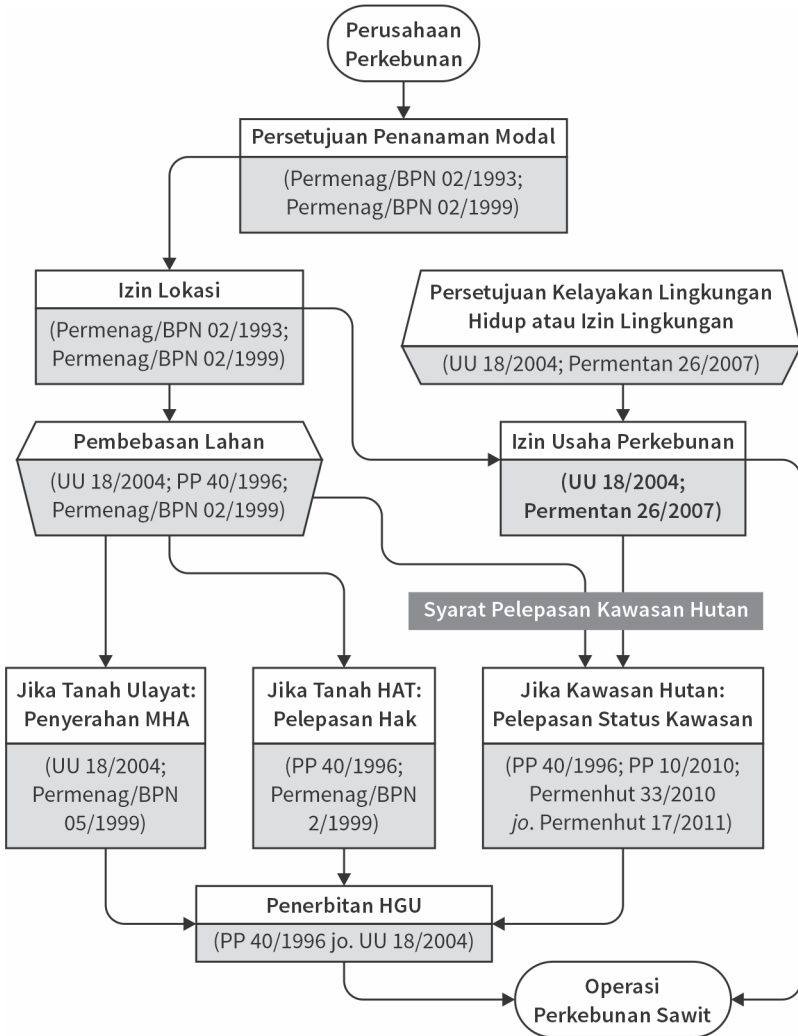 Perusahaan
Perkebunan
Persetujuan Penanaman Modal
(Permenag/BPN 02/1993;
Permenag/BPN 02/1999)
Izin Lokasi
(Permenag/BPN 02/1993;
Permenag/BPN 02/1999)
Persetujuan Kelayakan Lingkungan
Hidup atau Izin Lingkungan
(UU 18/2004; Permentan 26/2007)
Pembebasan Lahan
(UU 18/2004; PP 40/1996;
Permenag/BPN 02/1999)
Izin Usaha Perkebunan
(UU 18/2004;
Permentan 26/2007)
Syarat Pelepasan Kawasan Hutan
Jika Tanah Ulayat:
Penyerahan MHA
(UU 18/2004;
Permenag/BPN
05/1999)
Jika Tanah HAT:
Pelepasan Hak
(PP 40/1996;
Permenag/BPN
2/1999)
Jika Kawasan Hutan:
Pelepasan Status Kawasan
(PP 40/1996; PP 10/2010;
Permenhut 33/2010
jo. Permenhut 17/2011)
Penerbitan HGU
(PP 40/1996 jo. UU 18/2004)
Operasi
Perkebunan Sawit